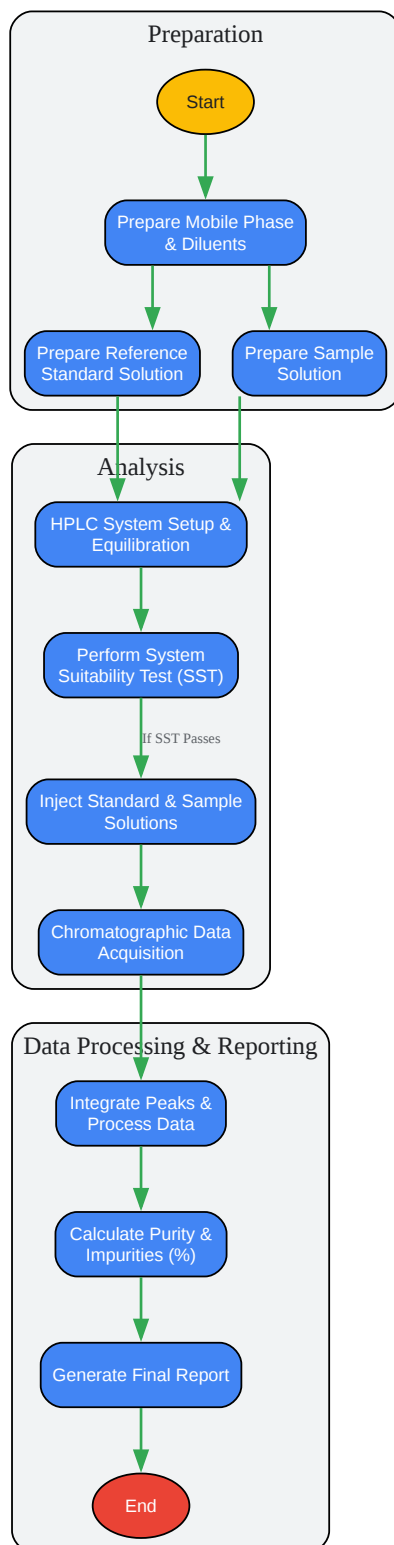 Preparation
Start
Prepare Mobile Phase
& Diluents
Prepare Reference
Standard Solution
Prepare Sample
Solution
Analysis
HPLC System Setup &
Equilibration
Perform System
Suitability Test (SST)
If SST Passes
Inject Standard & Sample
Solutions
Chromatographic Data
Acquisition
Data Processing & Reporting
Integrate Peaks &
Process Data
Calculate Purity &
Impurities (%)
Generate Final Report
End